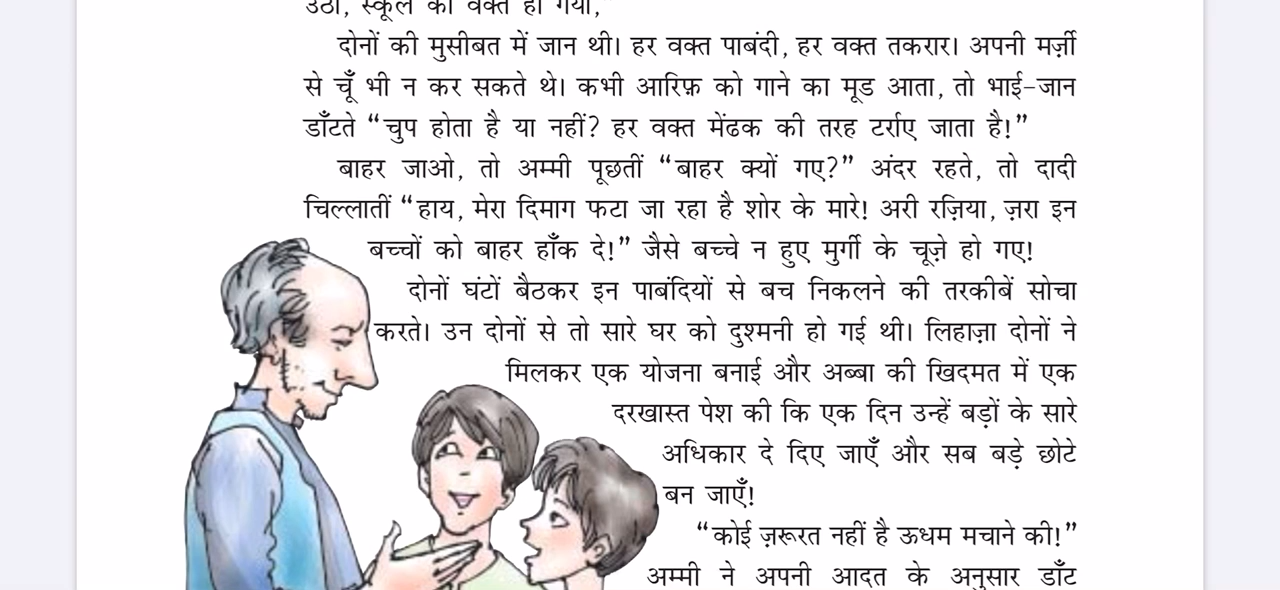 उठो, स्कूल का वक्त हो गया,”
दोनों की मुसीबत में जान थी। हर वक्त पाबंदी, हर वक्त तकरार। अपनी मर्ज़ी
से चूँ भी न कर सकते थे। कभी आरिफ़ को गाने का मूड आता, तो भाई-जान
डाँटते “चुप होता है या नहीं? हर वक्त मेंढक की तरह टर्राए जाता है!”
बाहर जाओ, तो अम्मी पूछतीं “बाहर क्यों गए?” अंदर रहते, तो दादी
चिल्लातीं “हाय, मेरा दिमाग फटा जा रहा है शोर के मारे! अरी रज़िया, ज़रा इन
बच्चों को बाहर हाँक दे!” जैसे बच्चे न हुए मुर्गी के चूज़े हो गए!
दोनों घंटों बैठकर इन पाबंदियों से बच निकलने की तरकीबें सोचा
करते। उन दोनों से तो सारे घर को दुश्मनी हो गई थी। लिहाज़ा दोनों ने
मिलकर एक योजना बनाई और अब्बा की खिदमत में एक
दरखास्त पेश की कि एक दिन उन्हें बड़ों के सारे
अधिकार दे दिए जाएँ और सब बड़े छोटे
बन जाएँ!
“कोई ज़रूरत नहीं है ऊधम मचाने की!”
अम्मी ने अपनी आदत के अनुसार डाँट